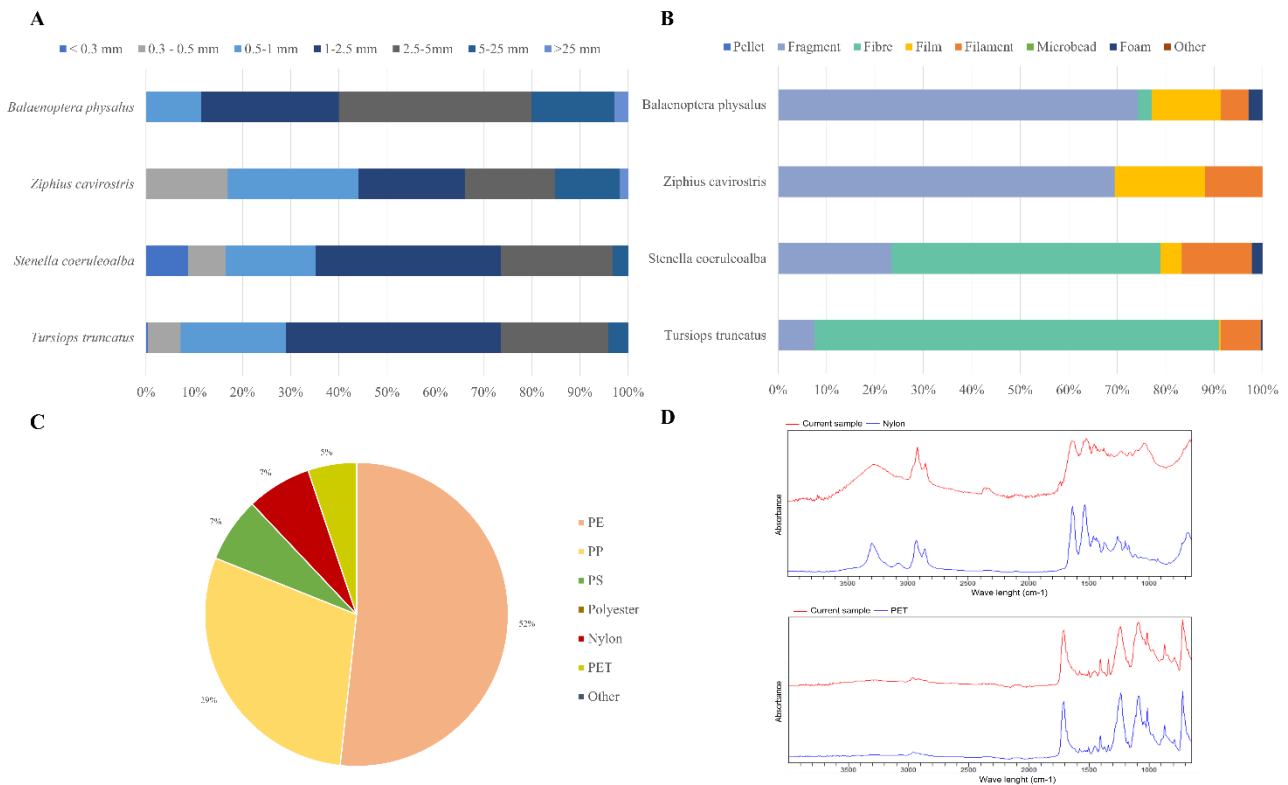 A
< 0.3 mm 0.3 - 0.5 mm 0.5-1 mm 1-2.5 mm 2.5-5mm 5-25 mm >25 mm
Balaenoptera physalus
Ziphius cavirostris
Stenella coeruleoalba
Tursiops truncatus
0% 10% 20% 30% 40% 50% 60% 70% 80% 90% 100%
B
Pellet Fragment Fibre Film Filament Microbead Foam Other
Balaenoptera physalus
Ziphius cavirostris
Stenella coeruleoalba
Tursiops truncatus
0% 10% 20% 30% 40% 50% 60% 70% 80% 90% 100%
C
5%
7%
7%
29%
52%
PE
PP
PS
Polyester
Nylon
PET
Other
D
Current sample Nylon
Absorbance
3500 3000 2500 2000 1500 1000
Wave lenght (cm-1)
Current sample PET
Absorbance
3500 3000 2500 2000 1500 1000
Wave lenght (cm-1)